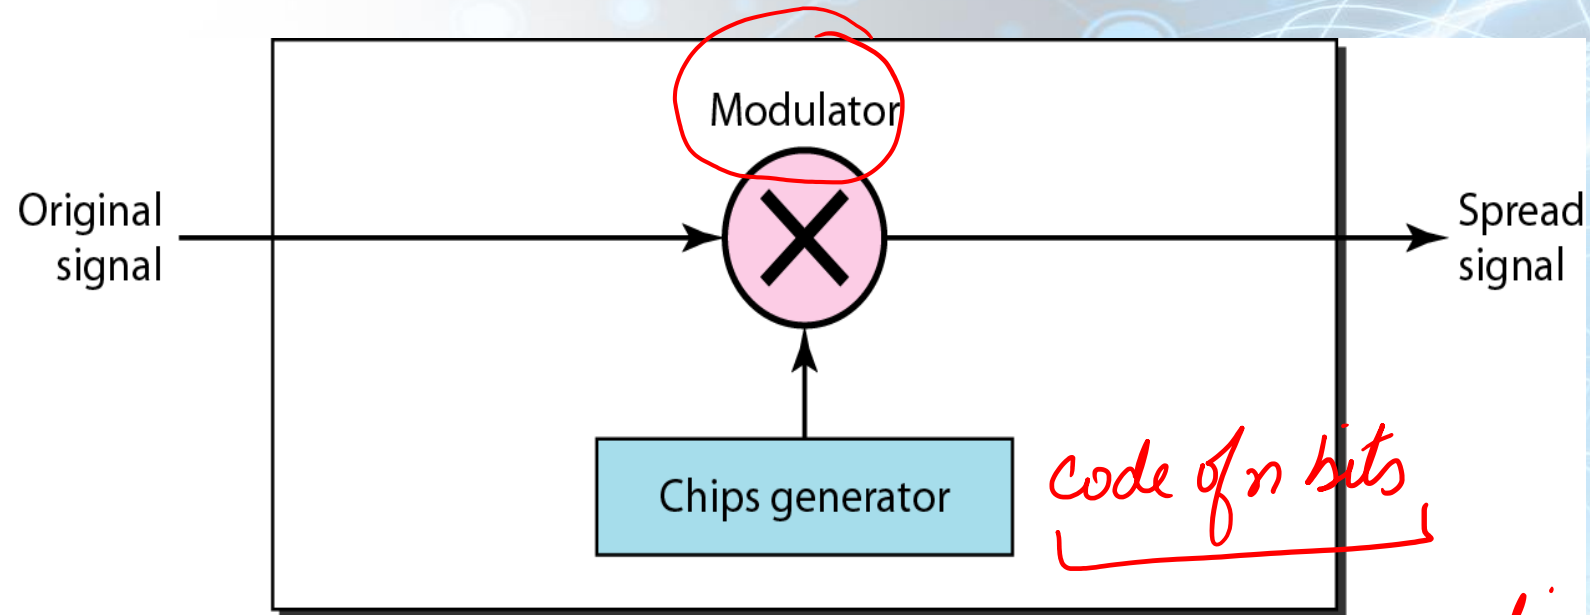 Modulator
Original
signal
Spread
signal
Chips generator
code of n bits